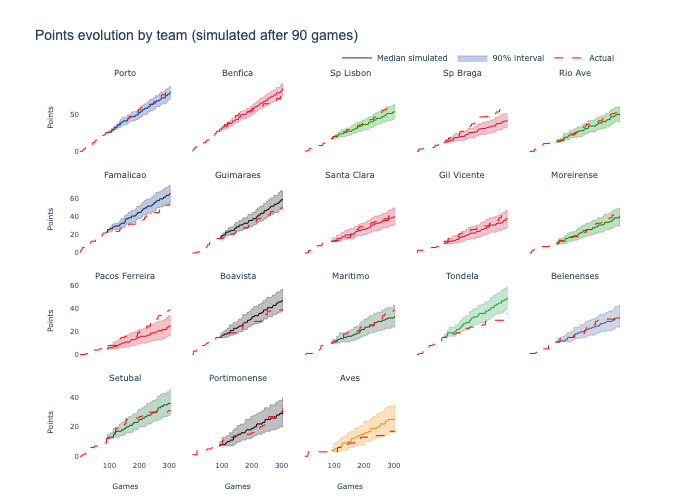 Points evolution by team (simulated after 90 games)
Median simulated 90% interval Actual
Porto Benfica Sp Lisbon Sp Braga Rio Ave
Points
50
0
Famalicao Guimaraes Santa Clara Gil Vicente Moreirense
Points
60
40
20
0
Pacos Ferreira Boavista Maritimo Tondela Belenenses
Points
60
40
20
0
Setubal Portimonense Aves
Points
40
20
0
100 200 300 100 200 300 100 200 300
Games Games Games